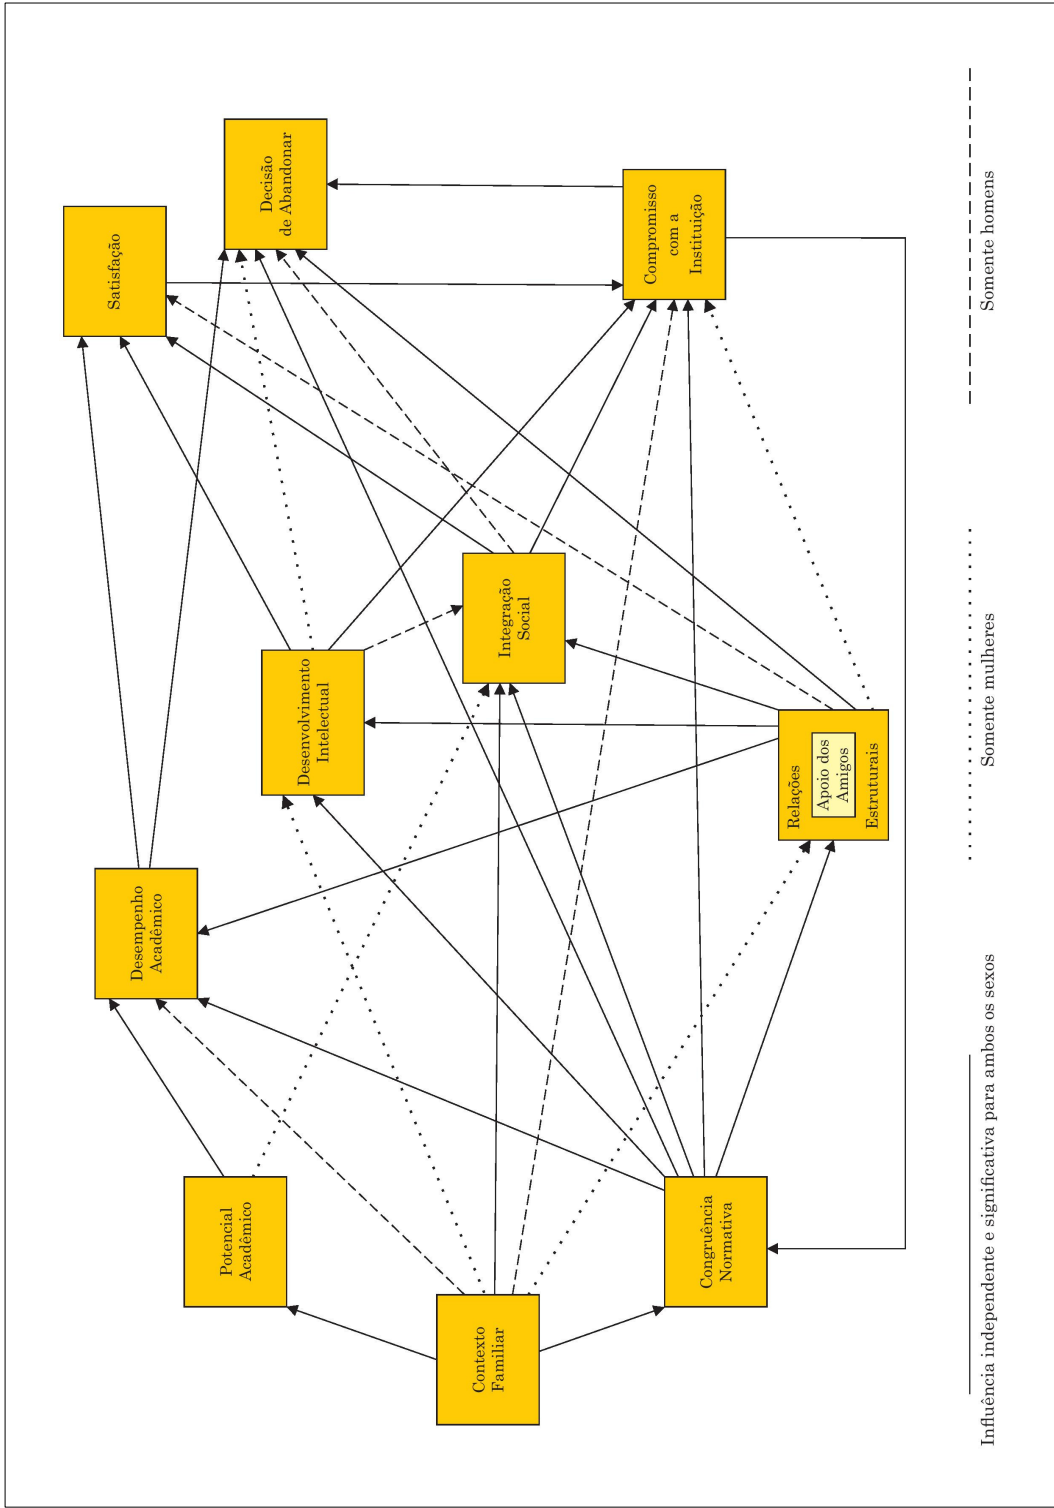 Satisfação
Decisão
de Abandonar
Desempenho
Acadêmico
Potencial
Acadêmico
Desenvolvimento
Intelectual
Contexto
Familiar
Integração
Social
Compromisso
com a
Instituição
Congruência
Normativa
Relações
Apoio dos
Amigos
Estruturais
Influência independente e significativa para ambos os sexos
Somente mulheres
Somente homens